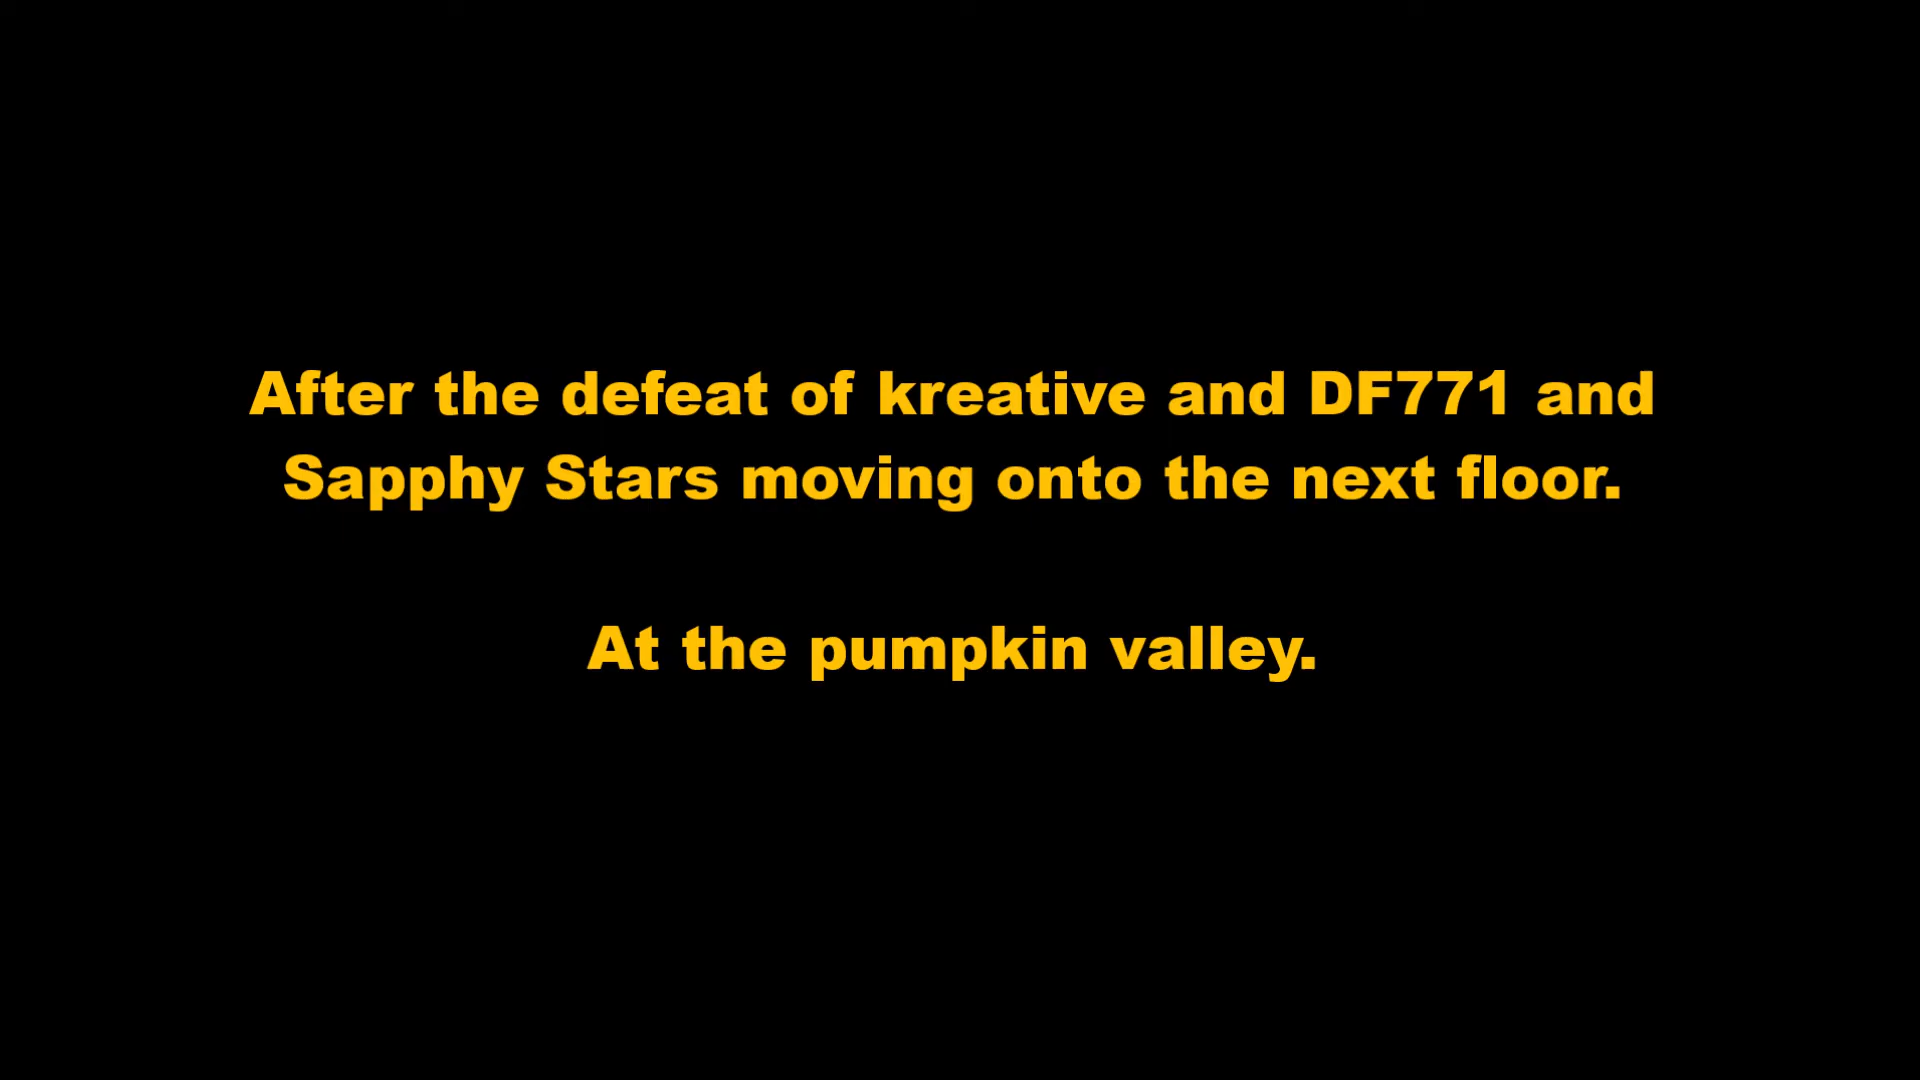 After the defeat of kreative and DF771 and
Sapphy Stars moving onto the next floor.
At the pumpkin valley.